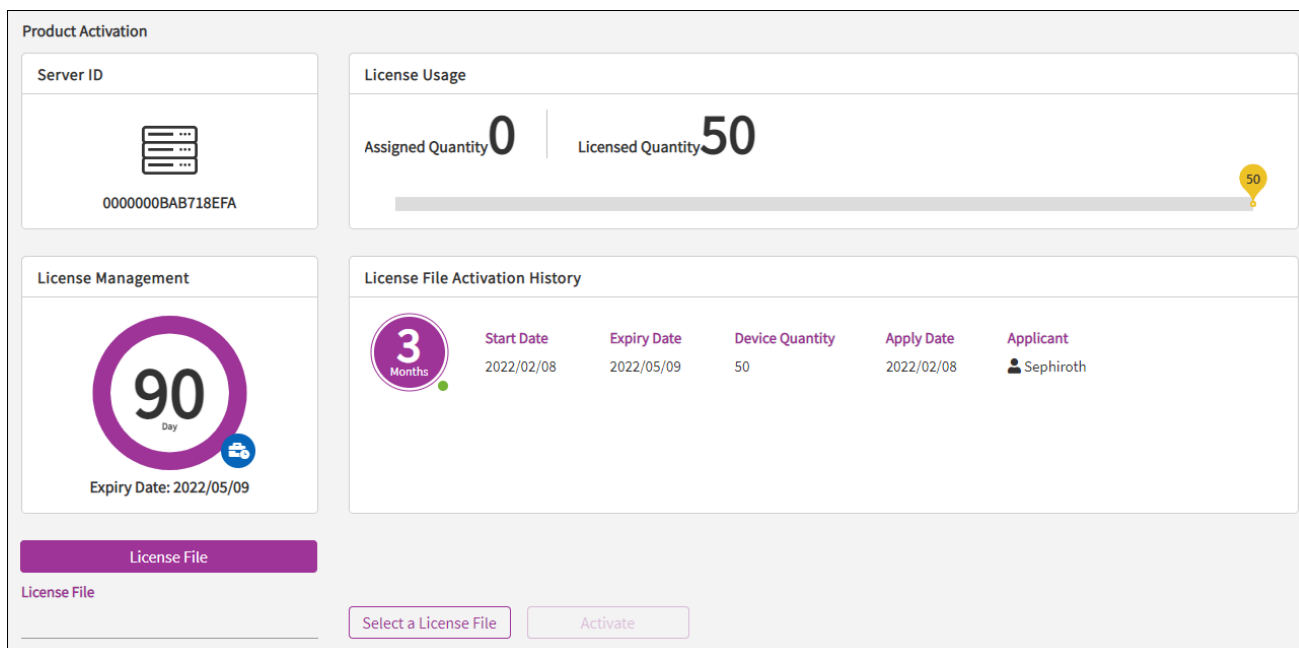 Product Activation
Server ID
0000000BAB718EFA
License Usage
Assigned Quantity 0
Licensed Quantity 50
50
License Management
90
Day
Expiry Date: 2022/05/09
License File Activation History
3
Months
Start Date Expiry Date Device Quantity Apply Date Applicant
2022/02/08 2022/05/09 50 2022/02/08 Sephiroth
License File
License File
Select a License File Activate